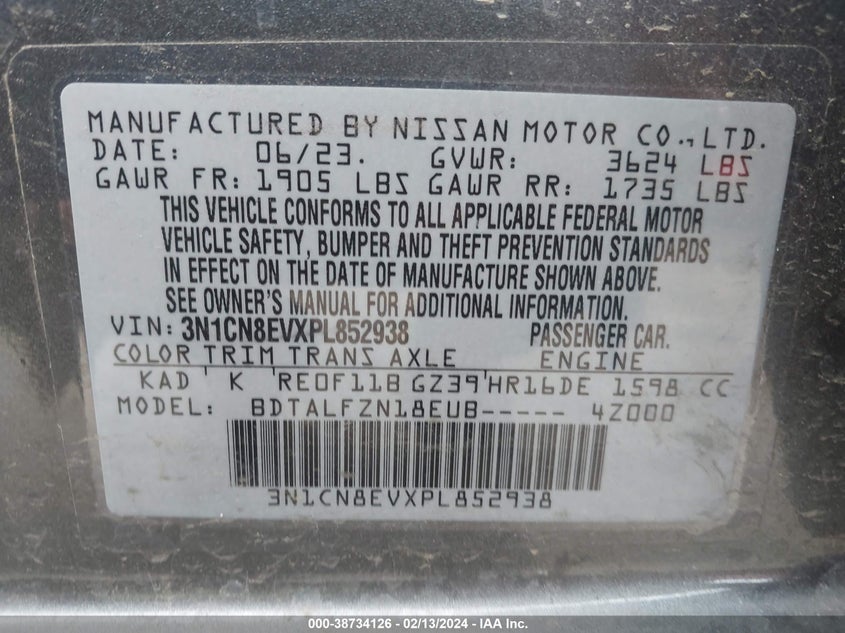 MANUFACTURED BY NISSAN MOTOR CO., LTD.
DATE: 06/23. GVWR: 3624 LBS
GAWR FR: 1905 LBS GAWR RR: 1735 LBS
THIS VEHICLE CONFORMS TO ALL APPLICABLE FEDERAL MOTOR
VEHICLE SAFETY, BUMPER AND THEFT PREVENTION STANDARDS
IN EFFECT ON THE DATE OF MANUFACTURE SHOWN ABOVE.
SEE OWNER'S MANUAL FOR ADDITIONAL INFORMATION.
VIN: 3N1CN8EVXPL852938 PASSENGER CAR.
COLOR TRIM TRANS AXLE ENGINE
KAD K RE0F11B GZ39 HR16DE 1598 CC
MODEL: BDTALFZN18EUB----- 4Z000
3N1CN8EVXPL852938
000-38734126 - 02/13/2024 - IAA Inc.